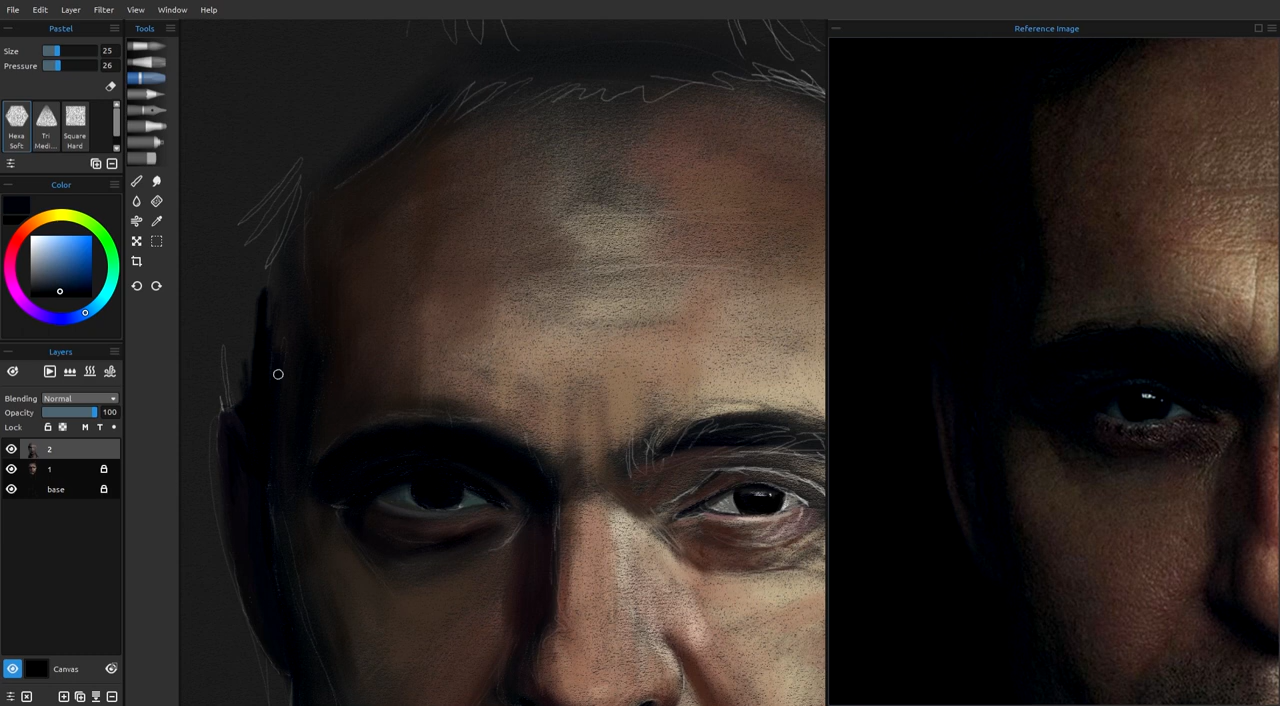 File Edit Layer Filter View Window Help
Pastel
Tools
Reference Image
Size 25
Pressure 26
Hexa Soft
Tri Medi...
Square Hard
Color
Layers
Blending Normal
Opacity 100
Lock M T
2
1
base
Canvas